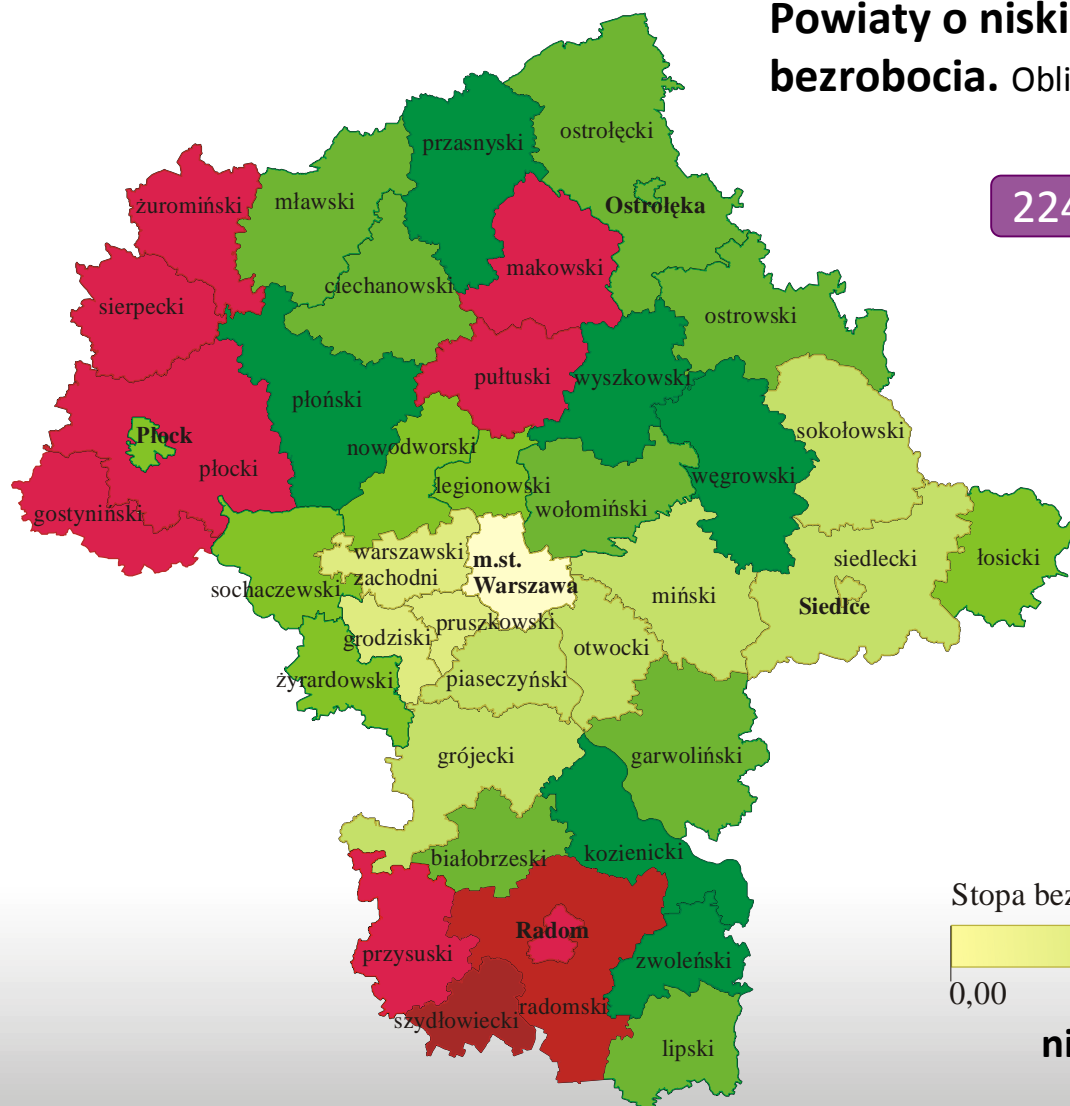 Powiaty o niski
bezrobocia. Obli
224
ostrołęcki
przasnyski
żuromiński
mławski
Ostrołęka
makowski
ciechanowski
sierpecki
ostrowski
pułtuski
wyszkowski
płoński
Płock
sokołowski
nowodworski
płocki
węgrowski
legionowski
wołomiński
gostyniński
warszawski
zachodni
m.st.
Warszawa
siedlecki
łosicki
sochaczewski
miński
Siedlce
pruszkowski
grodziski
otwocki
żyrardowski
piaseczyński
grójecki
garwoliński
białobrzeski
kozienicki
Stopa bez
Radom
przysuski
zwoleński
0,00
radomski
szydłowiecki
ni
lipski